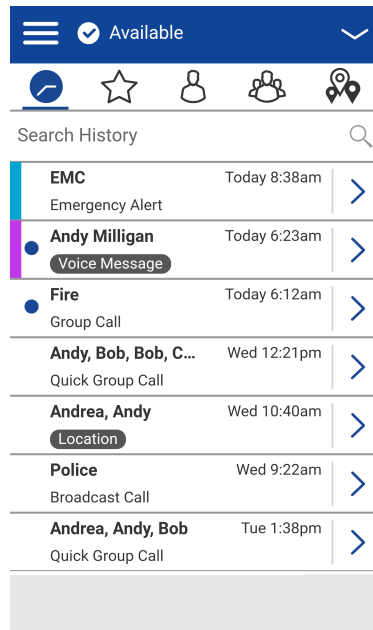 Available
Search History
EMC Today 8:38am
Emergency Alert
Andy Milligan Today 6:23am
Voice Message
Fire Today 6:12am
Group Call
Andy, Bob, Bob, C... Wed 12:21pm
Quick Group Call
Andrea, Andy Wed 10:40am
Location
Police Wed 9:22am
Broadcast Call
Andrea, Andy, Bob Tue 1:38pm
Quick Group Call